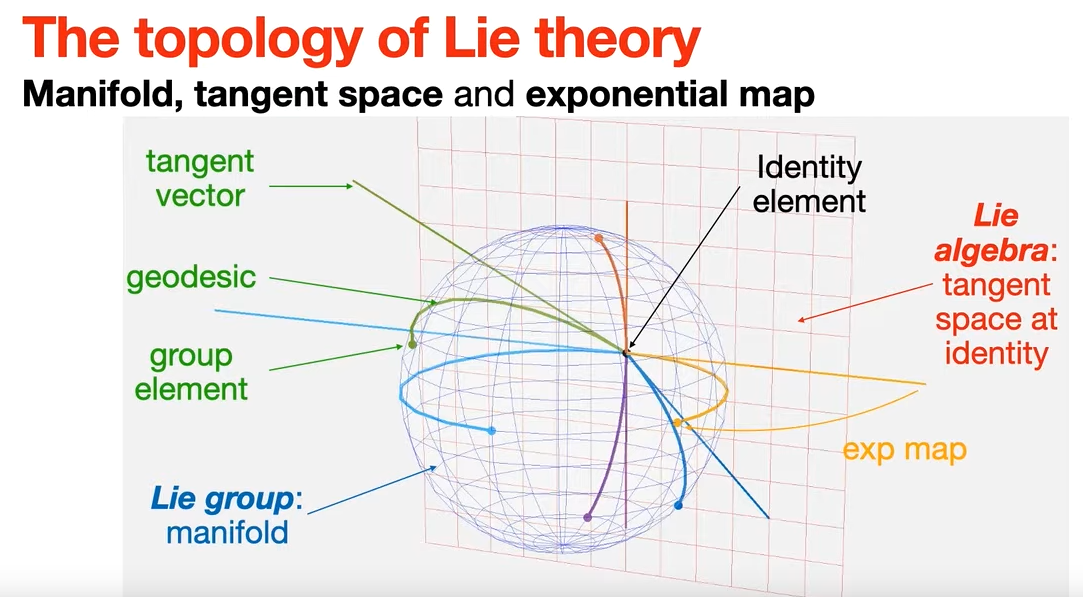 The topology of Lie theory
Manifold, tangent space and exponential map
tangent
vector
Identity
element
Lie
algebra:
tangent
space at
identity
geodesic
group
element
exp map
Lie group:
manifold